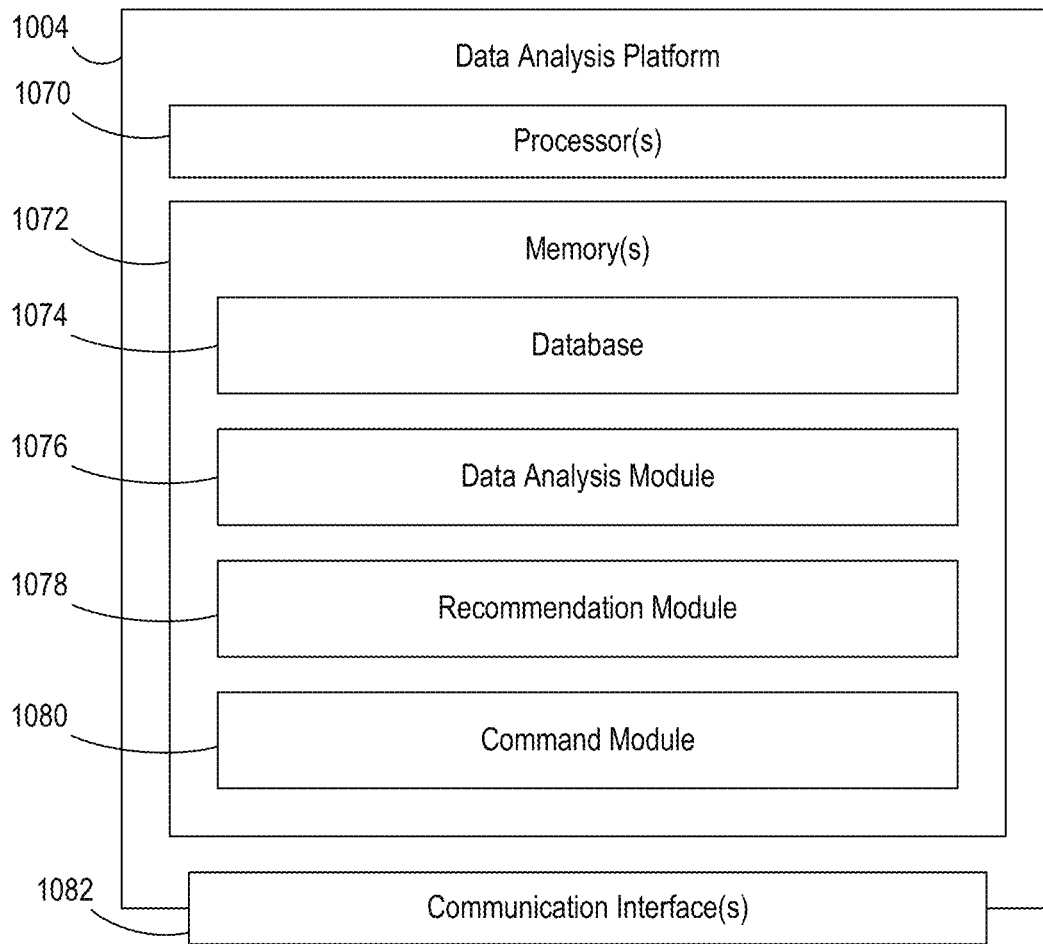 1004
Data Analysis Platform
1070
Processor(s)
1072
Memory(s)
1074
Database
1076
Data Analysis Module
1078
Recommendation Module
1080
Command Module
1082
Communication Interface(s)